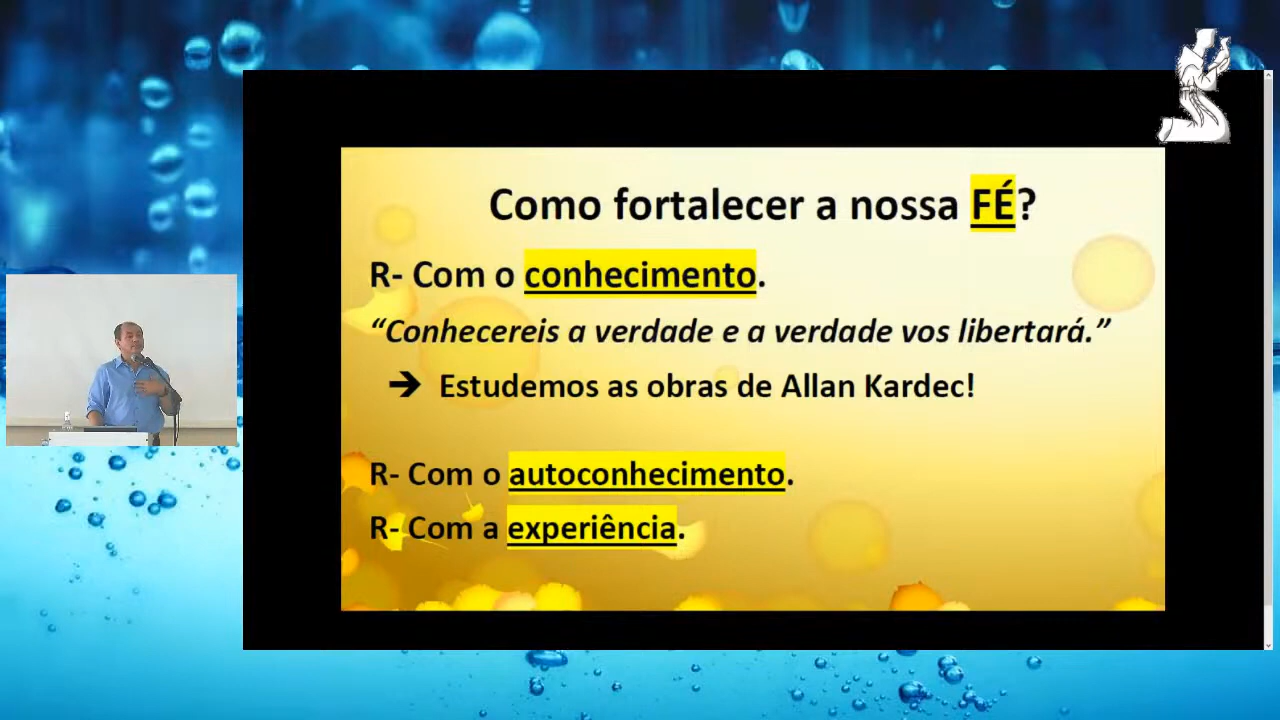 Como fortalecer a nossa FÉ?
R- Com o conhecimento.
“Conhecereis a verdade e a verdade vos libertará.”
➔ Estudemos as obras de Allan Kardec!
R- Com o autoconhecimento.
R- Com a experiência.